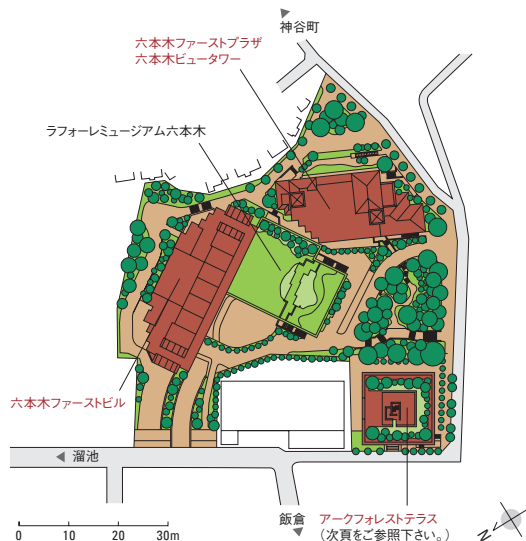 神谷町
六本木ファーストプラザ
六本木ビュータワー
ラフォーレミュージアム六本木
六本木ファーストビル
溜池
飯倉
アークフォレストテラス
（次頁をご参照下さい。）
0 10 20 30m
N